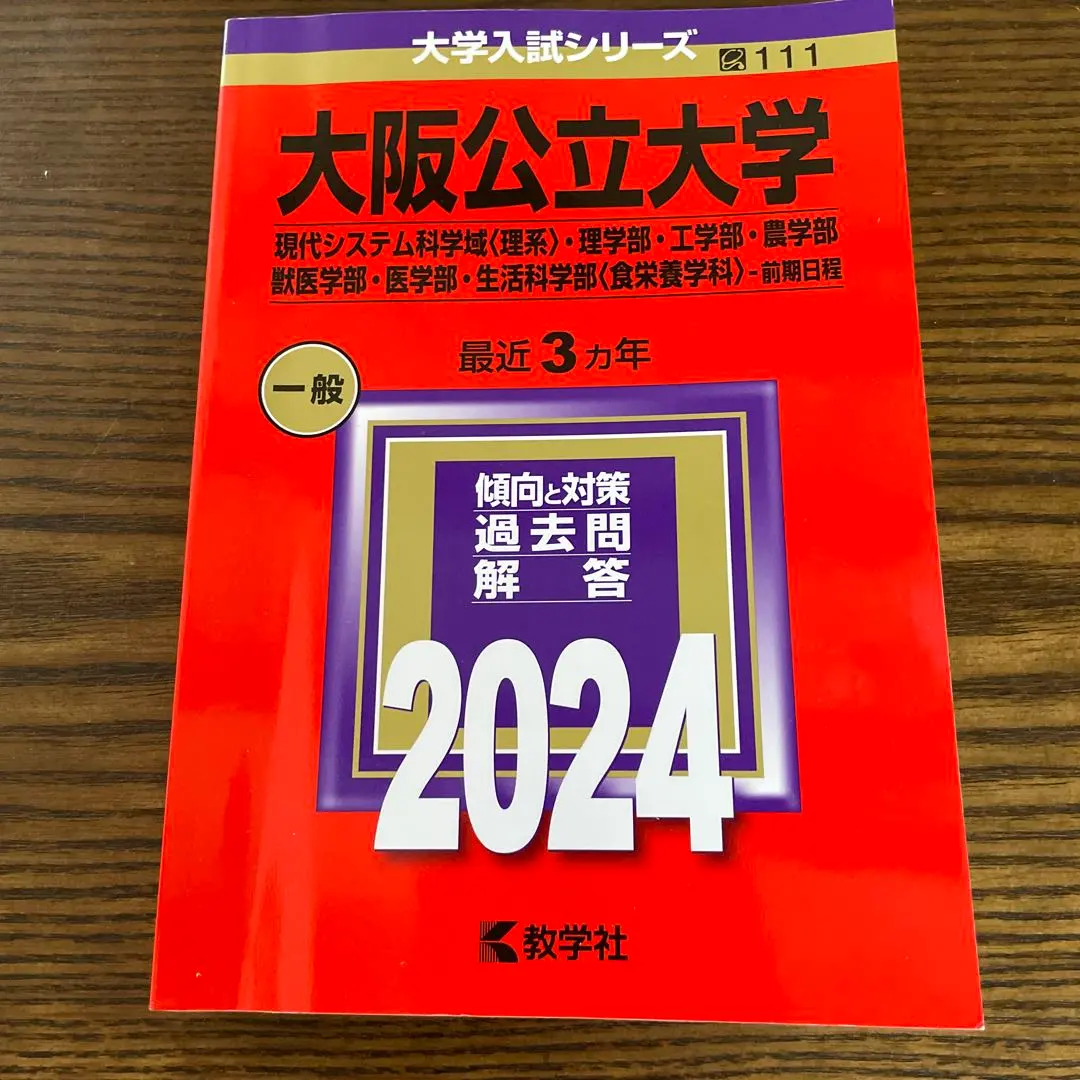 大学入試シリーズ
111
大阪公立大学
現代システム科学域〈理系〉・理学部・工学部・農学部
獣医学部・医学部・生活科学部〈食栄養学科〉-前期日程
最近3ヵ年
一般
傾向と対策
過去問
解答
2024
教学社